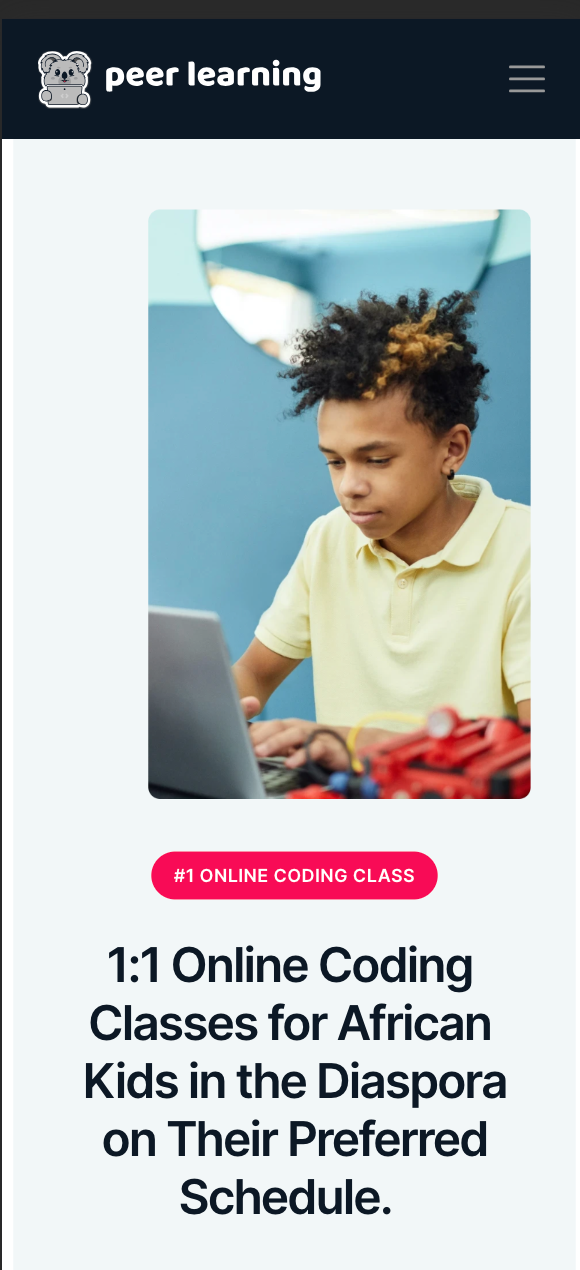 peer learning
#1 ONLINE CODING CLASS
1:1 Online Coding
Classes for African
Kids in the Diaspora
on Their Preferred
Schedule.